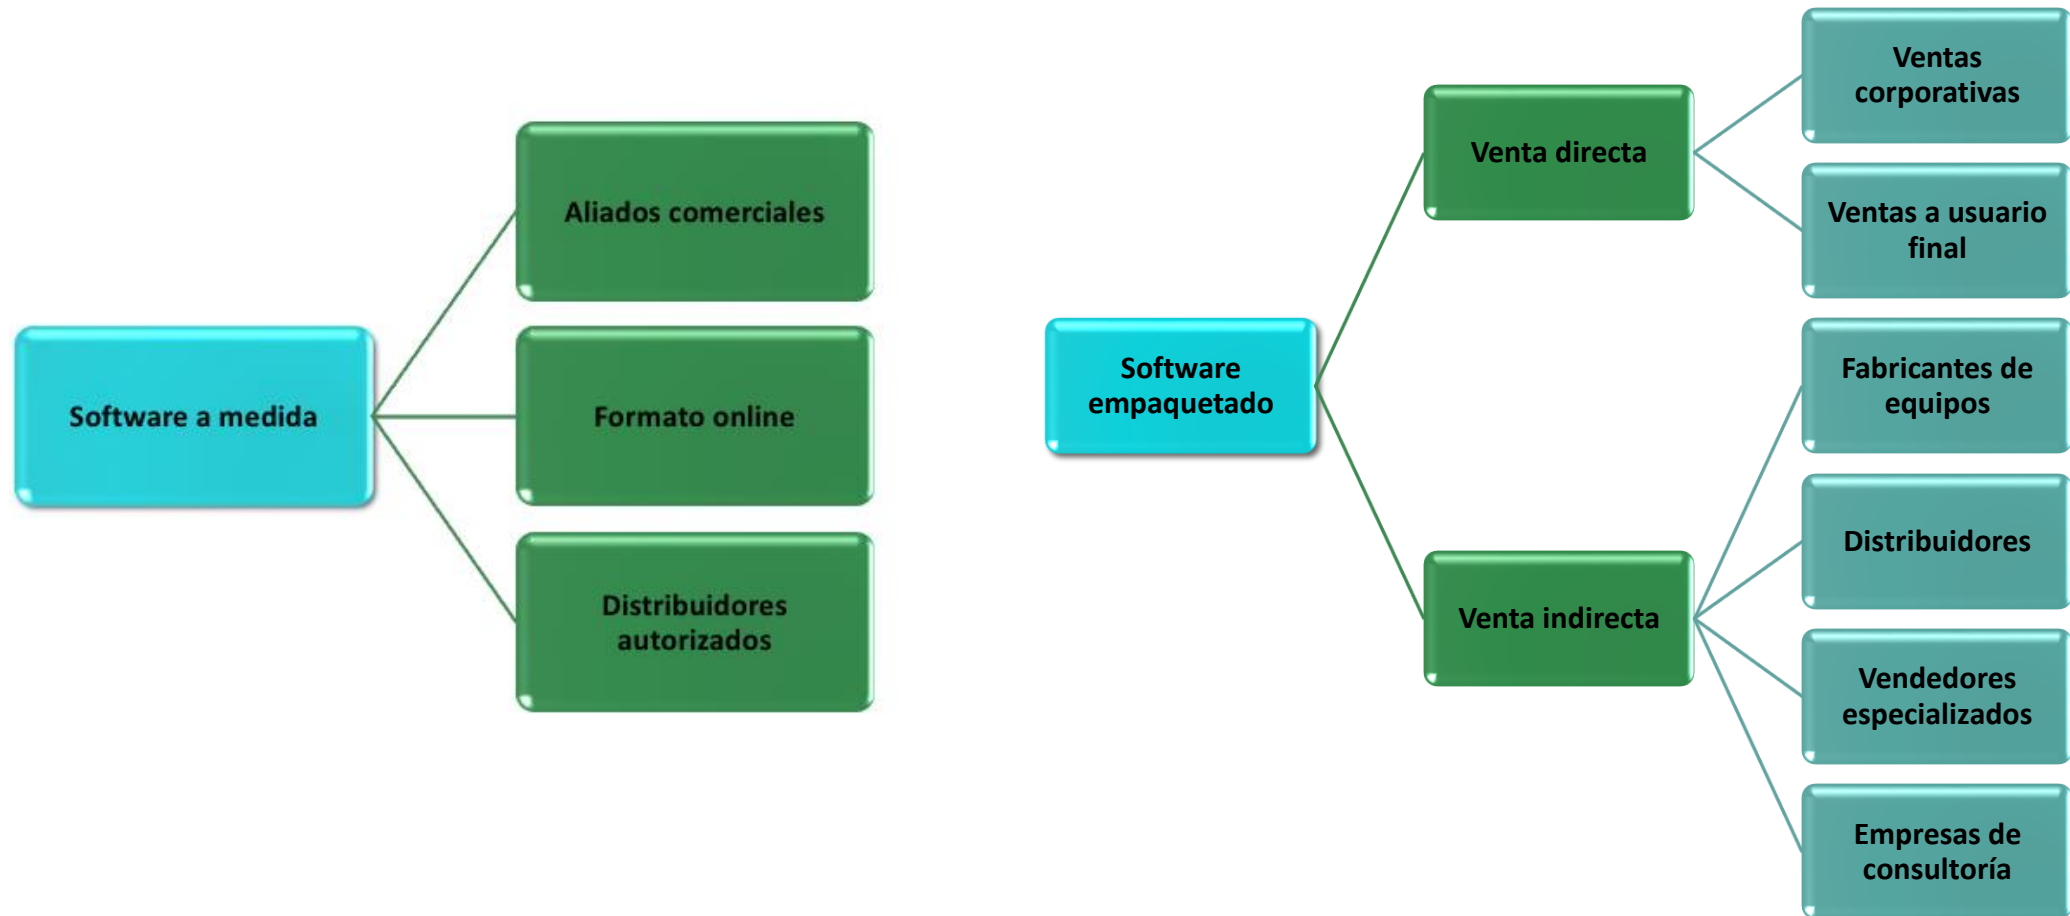 Software a medida
Aliados comerciales
Formato online
Distribuidores
autorizados
Software
empaquetado
Venta directa
Ventas
corporativas
Ventas a usuario
final
Venta indirecta
Fabricantes de
equipos
Distribuidores
Vendedores
especializados
Empresas de
consultoría